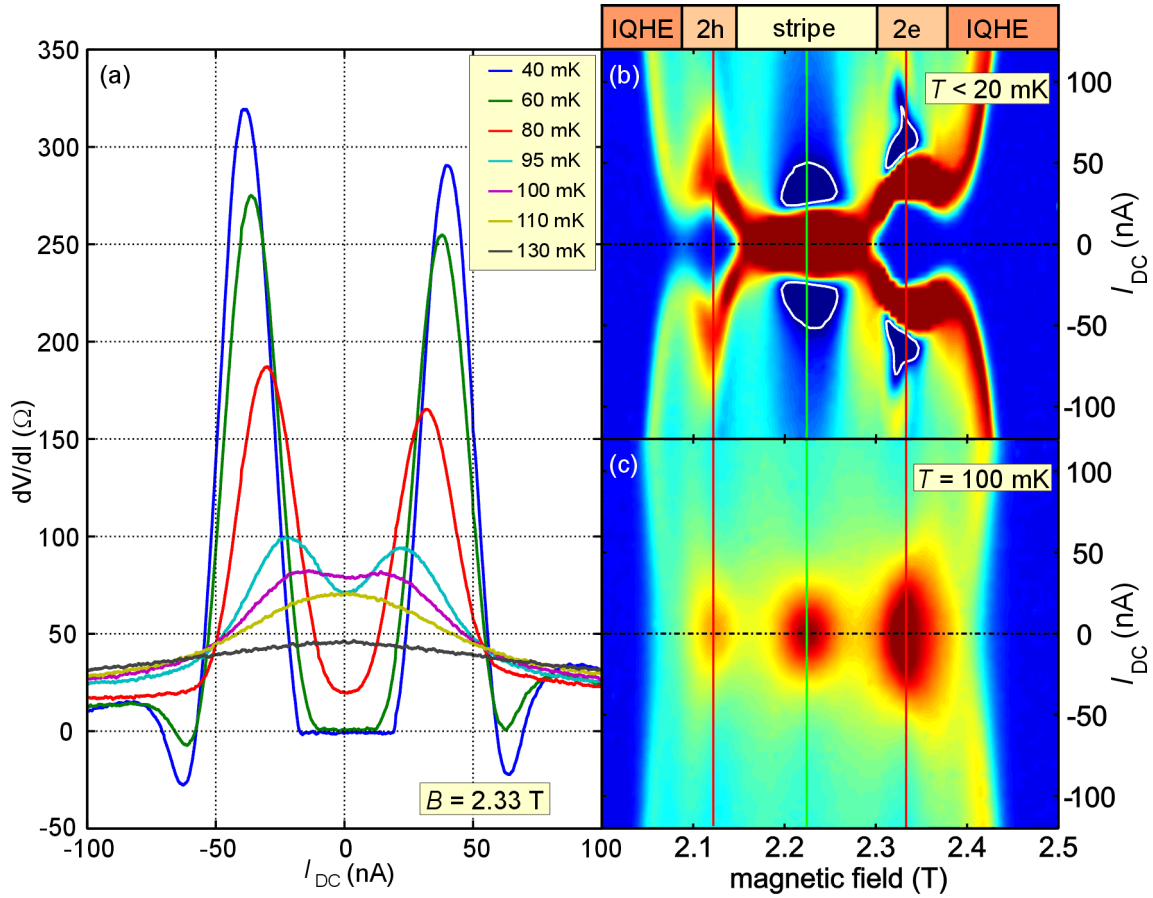 IQHE 2h stripe 2e IQHE
(a)
40 mK
60 mK
80 mK
95 mK
100 mK
110 mK
130 mK
B = 2.33 T
350
300
250
200
150
100
50
0
-50
dV/dI (Ω)
-100 -50 0 50 100
I DC (nA)
(b)
T < 20 mK
100
50
0
-50
-100
I DC (nA)
(c)
T = 100 mK
100
50
0
-50
-100
I DC (nA)
2.1 2.2 2.3 2.4 2.5
magnetic field (T)